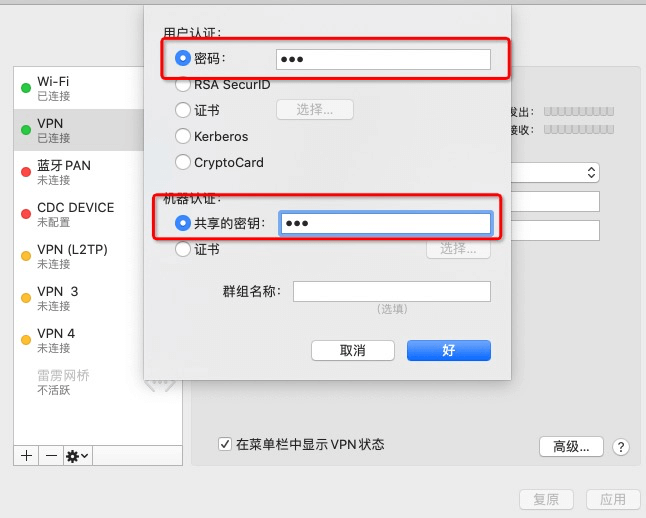 用户认证：
密码：
RSA SecurID
证书
选择...
Kerberos
CryptoCard
机器认证：
共享的密钥：
证书
选择...
群组名称：
(选填)
取消
好
Wi-Fi
已连接
VPN
已连接
蓝牙 PAN
未连接
CDC DEVICE
未配置
VPN (L2TP)
未连接
VPN 3
未连接
VPN 4
未连接
雷雳网桥
不活跃
发出：
接收：
在菜单栏中显示 VPN 状态
高级...
?
复原
应用